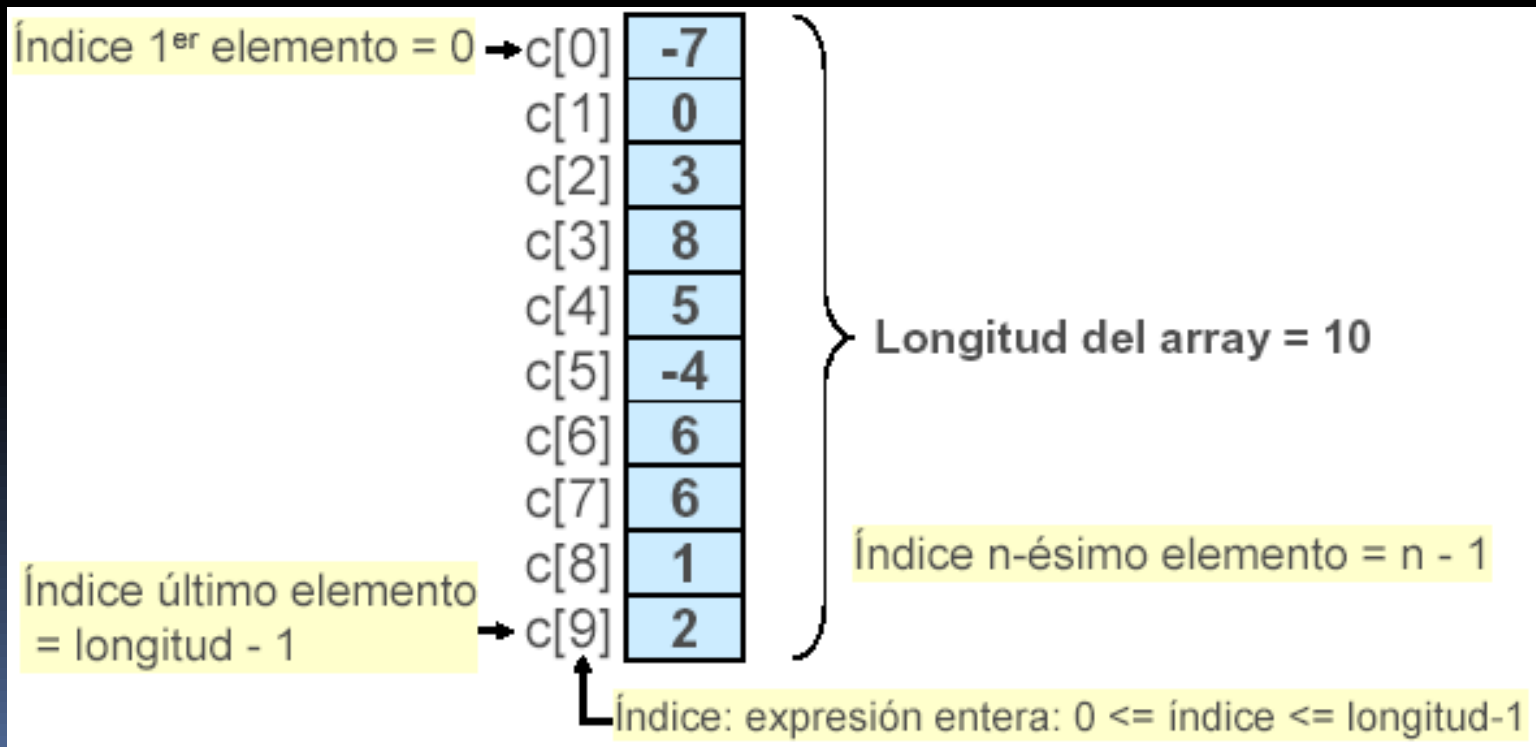 Índice 1er elemento = 0
c[0] -7
c[1] 0
c[2] 3
c[3] 8
c[4] 5
c[5] -4
c[6] 6
c[7] 6
c[8] 1
c[9] 2
Longitud del array = 10
Índice n-ésimo elemento = n - 1
Índice último elemento
= longitud - 1
Índice: expresión entera: 0 <= índice <= longitud-1